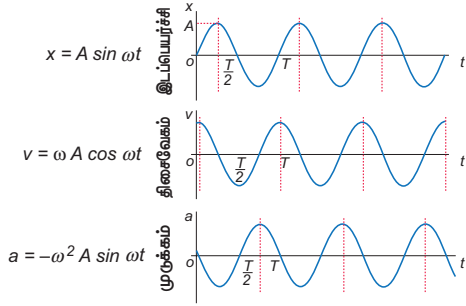 x
A
x = A sin ωt
இடப்பெயர்ச்சி
o
T/2
T
t
v
v = ω A cos ωt
திசைவேகம்
o
T/2
T
t
a
a = –ω² A sin ωt
முடுக்கம்
o
T/2
T
t